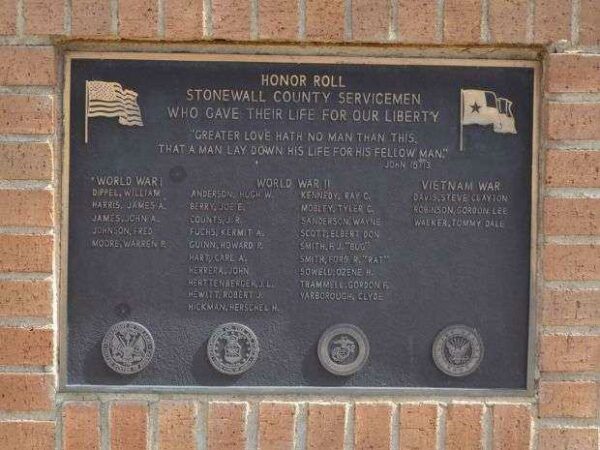 HONOR ROLL
STONEWALL COUNTY SERVICEMEN
WHO GAVE THEIR LIFE FOR OUR LIBERTY
"GREATER LOVE HATH NO MAN THAN THIS,
THAT A MAN LAY DOWN HIS LIFE FOR HIS FELLOW MAN,"
JOHN 15:13
WORLD WAR I
DIPPEL, WILLIAM
HARRIS, JAMES A.
JAMES, JOHN A.
JOHNSON, FRED
MOORE, WARREN P.
WORLD WAR II
ANDERSON, HUGH W.
BERRY, JOE E.
COUNTS, J. R.
FUCHS, KERMIT A.
GUINN, HOWARD P.
HART, CARL A.
HERRERA, JOHN
HERTTENBERGER, J. L.
HEWITT, ROBERT J.
HICKMAN, HERSCHEL H.
KENNEDY, RAY C.
MOBLEY, TYLER C.
SANDERSON, WAYNE
SCOTT, ELBERT DON
SMITH, H.J. "BUG"
SMITH, FORD R. "RAT"
SOWELL, OZENE H.
TRAMMELL, GORDON F.
YARBOROUGH, CLYDE
VIETNAM WAR
DAVIS, STEVE CLAYTON
ROBINSON, GORDON LEE
WALKER, TOMMY DALE